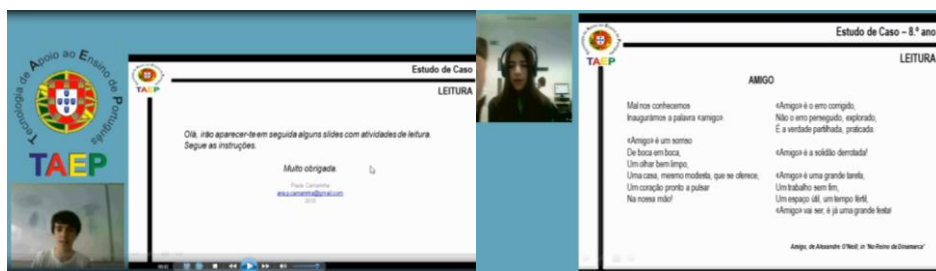 Tecnologia de Apoio ao Ensino de Português
TAEP
TAEP
Estudo de Caso
LEITURA
Olá, irão aparecer-te em seguida alguns slides com atividades de leitura.
Segue as instruções.
Muito obrigada.
Paula Camarinha
2010
TAEP
Estudo de Caso – 8.º ano
LEITURA
AMIGO
Mal nos conhecemos
Inaugurámos a palavra «amigo»
«Amigo» é um sorriso
De boca em boca,
Um olhar bem limpo,
Uma casa, mesmo modesta, que se oferece,
Um coração pronto a pulsar
Na nossa mão!
«Amigo» é o erro corrigido,
Não o erro perseguido, explorado,
É a verdade partilhada, praticada.
«Amigo» é a solidão derrotada!
«Amigo» é uma grande tarefa,
Um trabalho sem fim,
Um espaço útil, um tempo fértil,
«Amigo» vai ser, é já uma grande festa!
Amigo, de Alexandre O'Neill, in 'No Reino da Dinamarca'